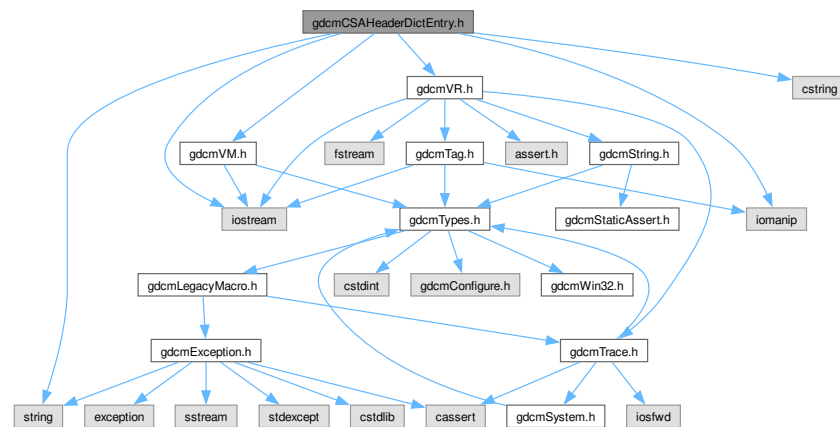 gdcmCSAHeaderDictEntry.h
cstring
gdcmVR.h
gdcmVM.h
fstream
gdcmTag.h
assert.h
gdcmString.h
iostream
gdcmTypes.h
gdcmStaticAssert.h
iomanip
gdcmLegacyMacro.h
cstdint
gdcmConfigure.h
gdcmWin32.h
gdcmException.h
gdcmTrace.h
string
exception
sstream
stdexcept
cstdlib
cassert
gdcmSystem.h
iosfwd